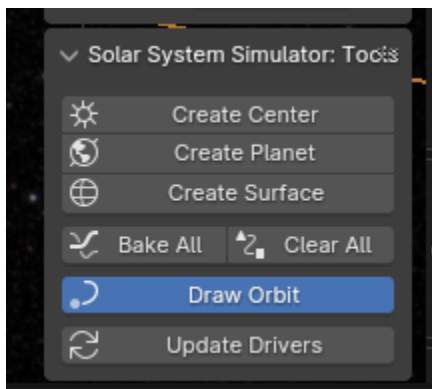 Solar System Simulator: Tools
Create Center
Create Planet
Create Surface
Bake All Clear All
Draw Orbit
Update Drivers